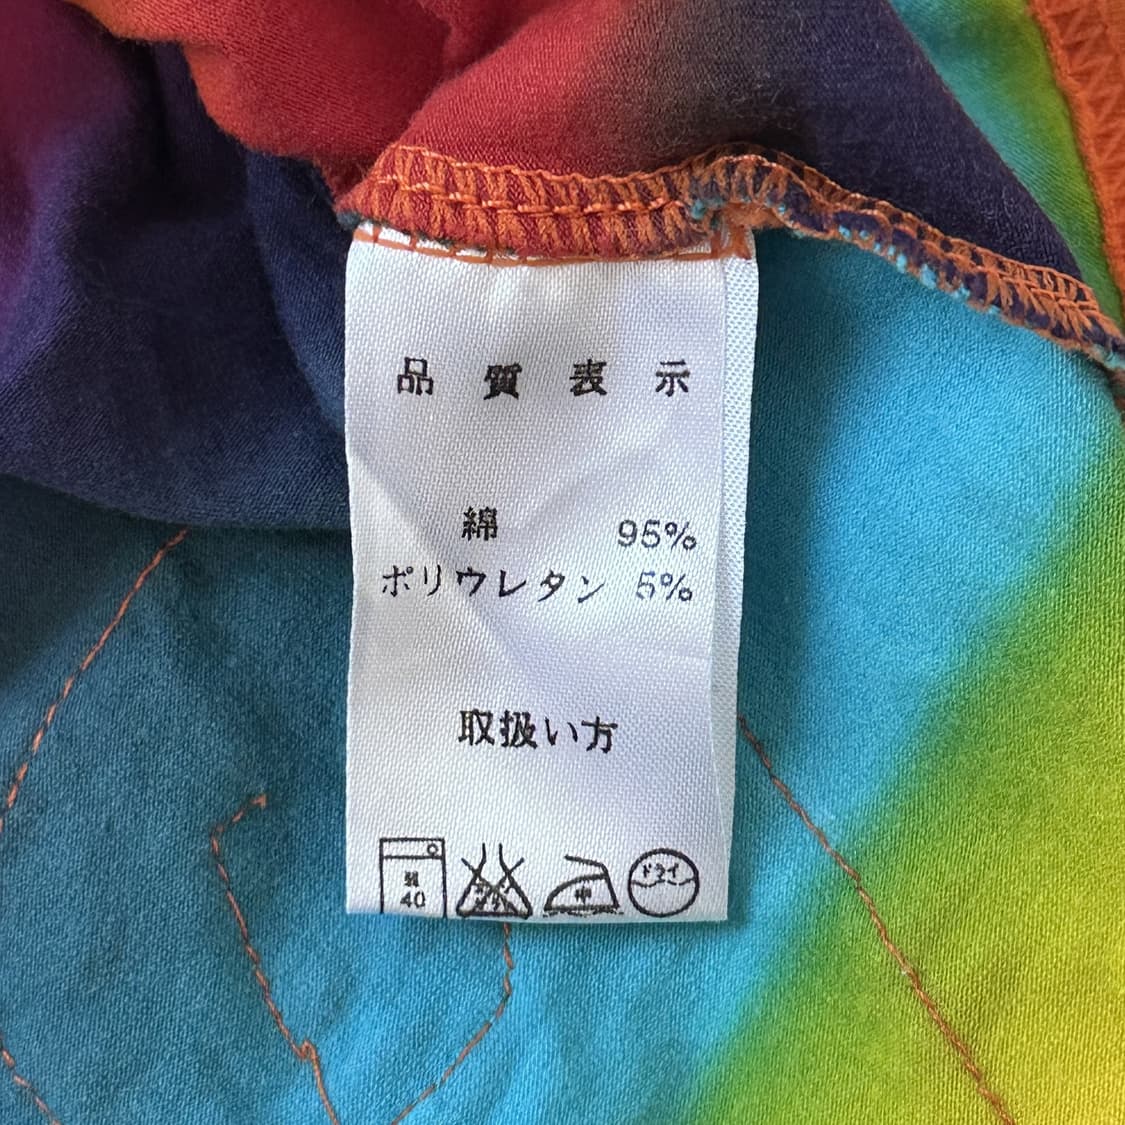 品質表示
綿 95%
ポリウレタン 5%
取扱い方
弱 40 中 ドライ